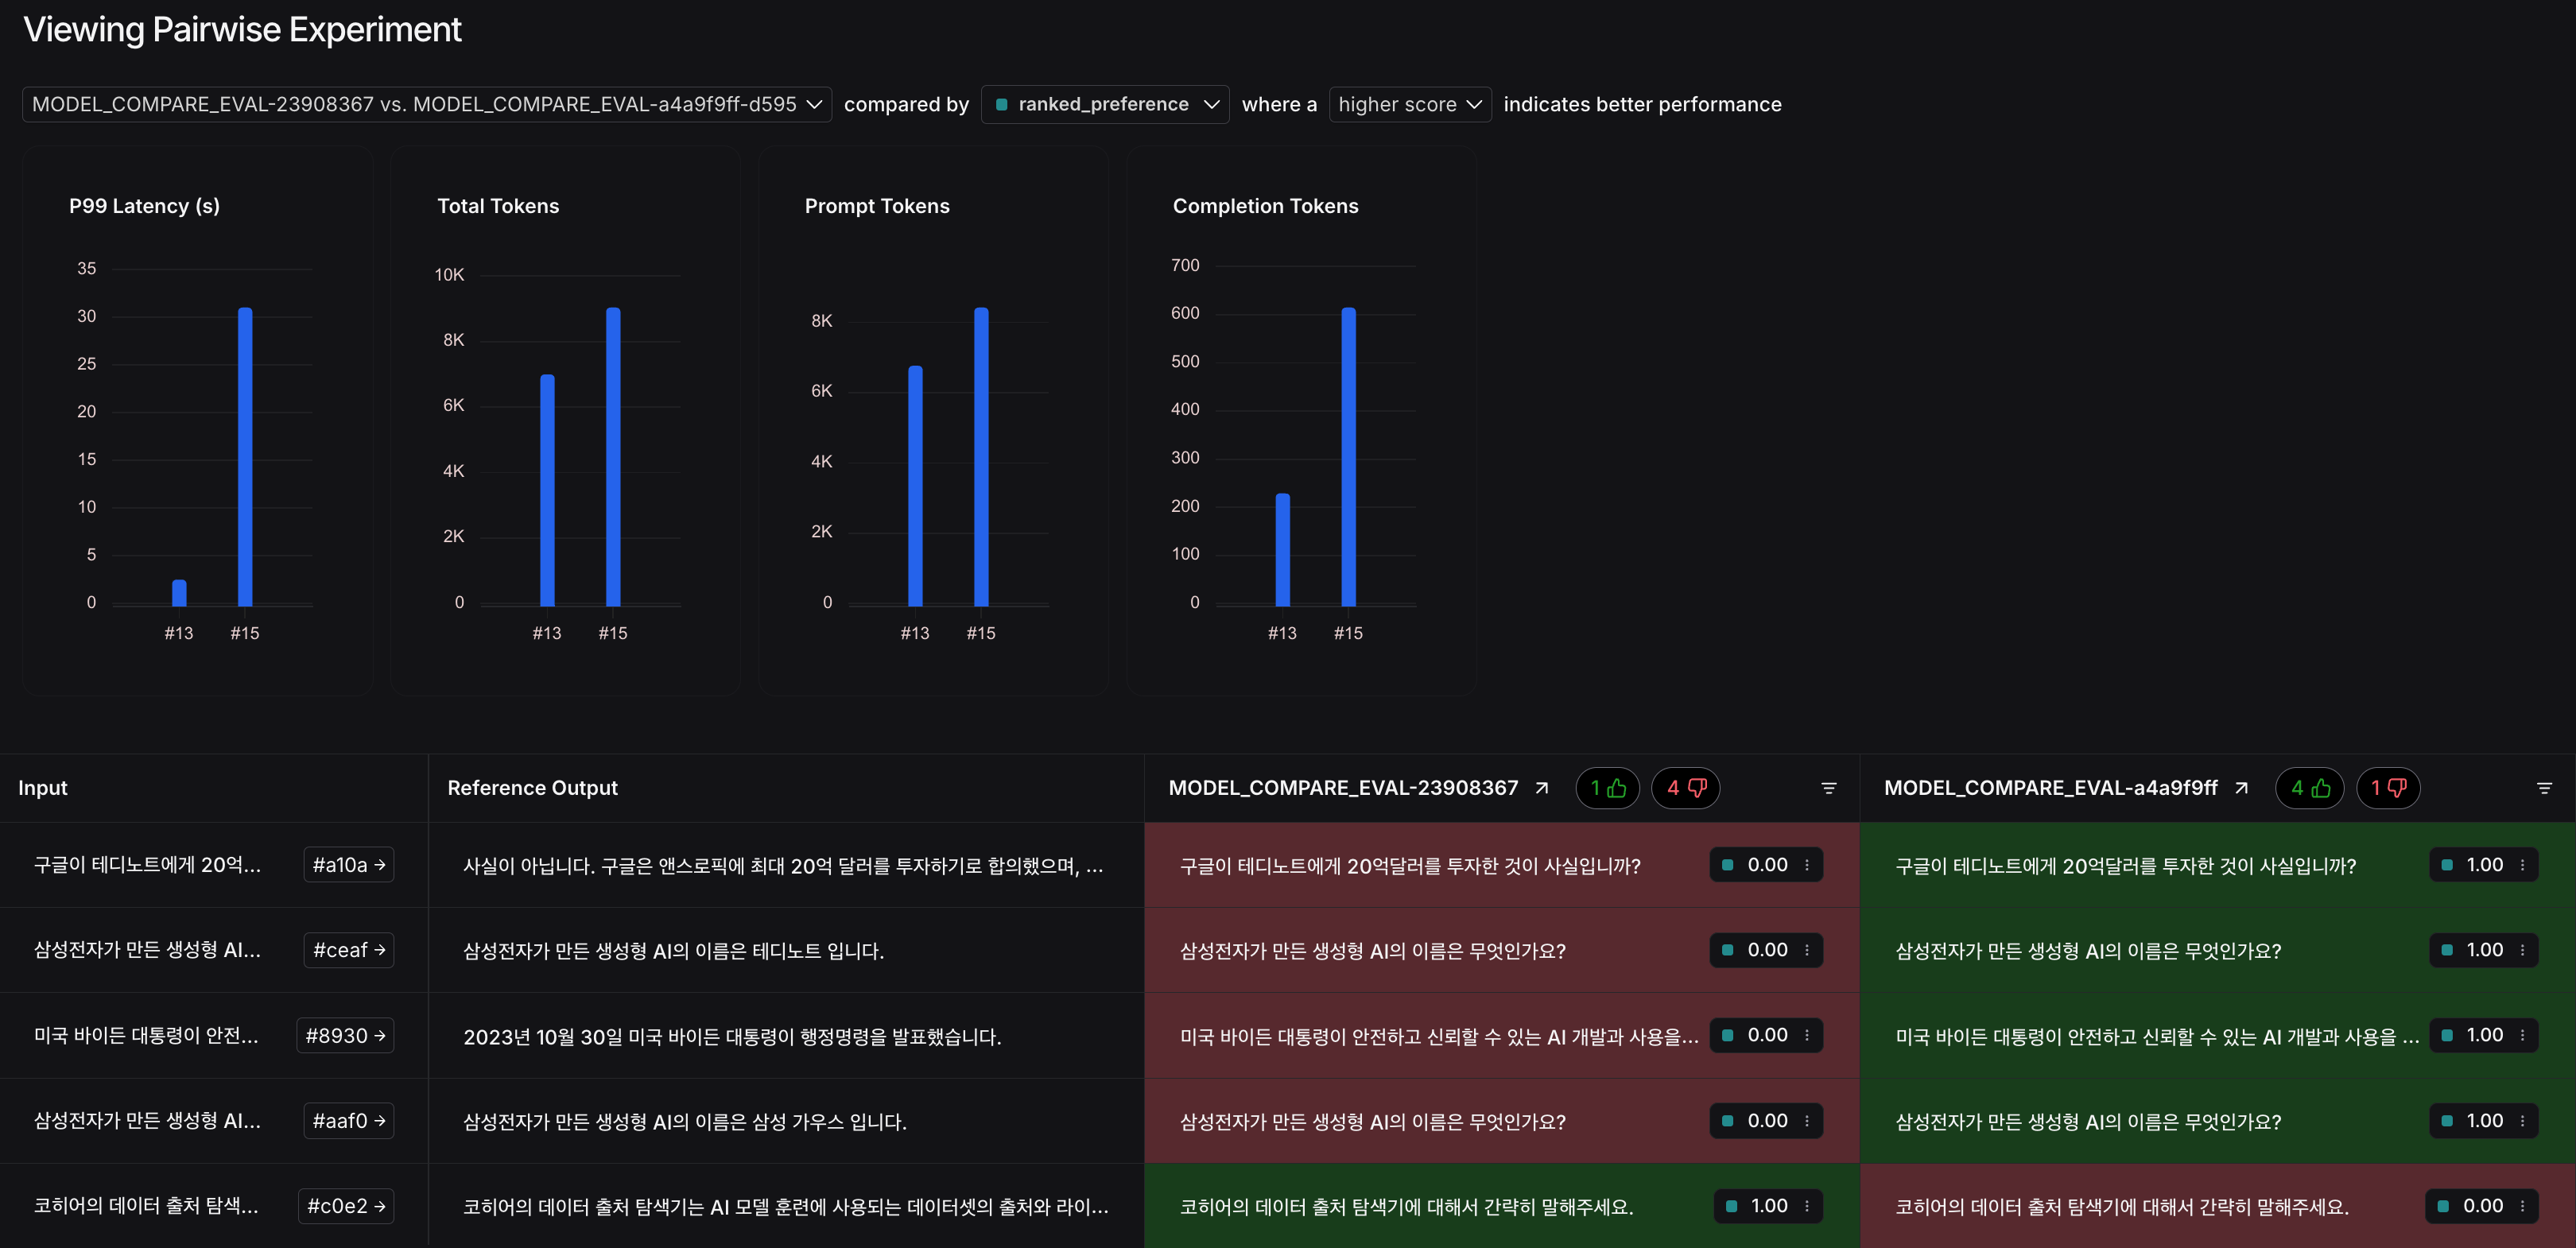 Viewing Pairwise Experiment
MODEL_COMPARE_EVAL-23908367 vs. MODEL_COMPARE_EVAL-a4a9f9ff-d595 compared by ranked_preference where a higher score indicates better performance
P99 Latency (s)
35
30
25
20
15
10
5
0
#13 #15
Total Tokens
10K
8K
6K
4K
2K
0
#13 #15
Prompt Tokens
8K
6K
4K
2K
0
#13 #15
Completion Tokens
700
600
500
400
300
200
100
0
#13 #15
Input Reference Output MODEL_COMPARE_EVAL-23908367 1 4 MODEL_COMPARE_EVAL-a4a9f9ff 4 1
구글이 테디노트에게 20억... #a10a → 사실이 아닙니다. 구글은 앤스로픽에 최대 20억 달러를 투자하기로 합의했으며, ... 구글이 테디노트에게 20억달러를 투자한 것이 사실입니까? 0.00 구글이 테디노트에게 20억달러를 투자한 것이 사실입니까? 1.00
삼성전자가 만든 생성형 AI... #ceaf → 삼성전자가 만든 생성형 AI의 이름은 테디노트 입니다. 삼성전자가 만든 생성형 AI의 이름은 무엇인가요? 0.00 삼성전자가 만든 생성형 AI의 이름은 무엇인가요? 1.00
미국 바이든 대통령이 안전... #8930 → 2023년 10월 30일 미국 바이든 대통령이 행정명령을 발표했습니다. 미국 바이든 대통령이 안전하고 신뢰할 수 있는 AI 개발과 사용을... 0.00 미국 바이든 대통령이 안전하고 신뢰할 수 있는 AI 개발과 사용을 ... 1.00
삼성전자가 만든 생성형 AI... #aaf0 → 삼성전자가 만든 생성형 AI의 이름은 삼성 가우스 입니다. 삼성전자가 만든 생성형 AI의 이름은 무엇인가요? 0.00 삼성전자가 만든 생성형 AI의 이름은 무엇인가요? 1.00
코히어의 데이터 출처 탐색... #c0e2 → 코히어의 데이터 출처 탐색기는 AI 모델 훈련에 사용되는 데이터셋의 출처와 라이... 코히어의 데이터 출처 탐색기에 대해서 간략히 말해주세요. 1.00 코히어의 데이터 출처 탐색기에 대해서 간략히 말해주세요. 0.00